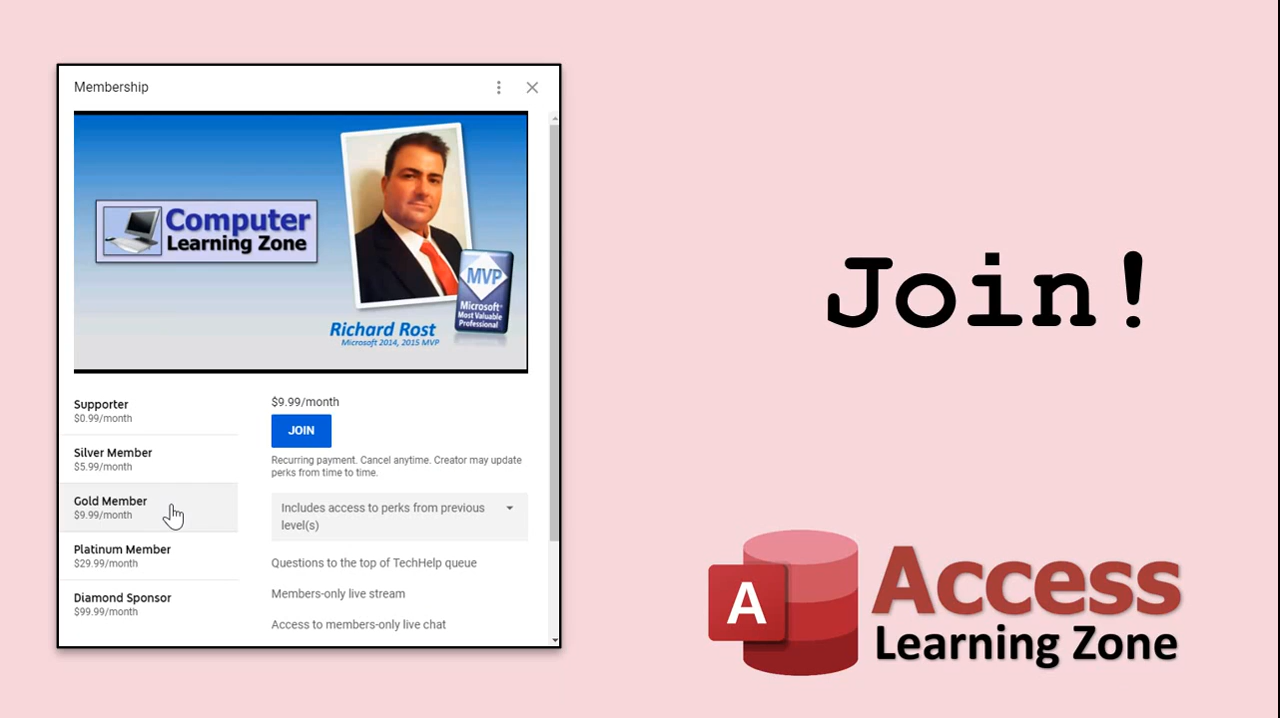 Membership
Computer
Learning Zone
MVP
Microsoft®
Most Valuable
Professional
Richard Rost
Microsoft 2014, 2015 MVP
Supporter
$0.99/month
Silver Member
$5.99/month
Gold Member
$9.99/month
Platinum Member
$29.99/month
Diamond Sponsor
$99.99/month
$9.99/month
JOIN
Recurring payment. Cancel anytime. Creator may update
perks from time to time.
Includes access to perks from previous
level(s)
Questions to the top of TechHelp queue
Members-only live stream
Access to members-only live chat
Join!
A
Access
Learning Zone